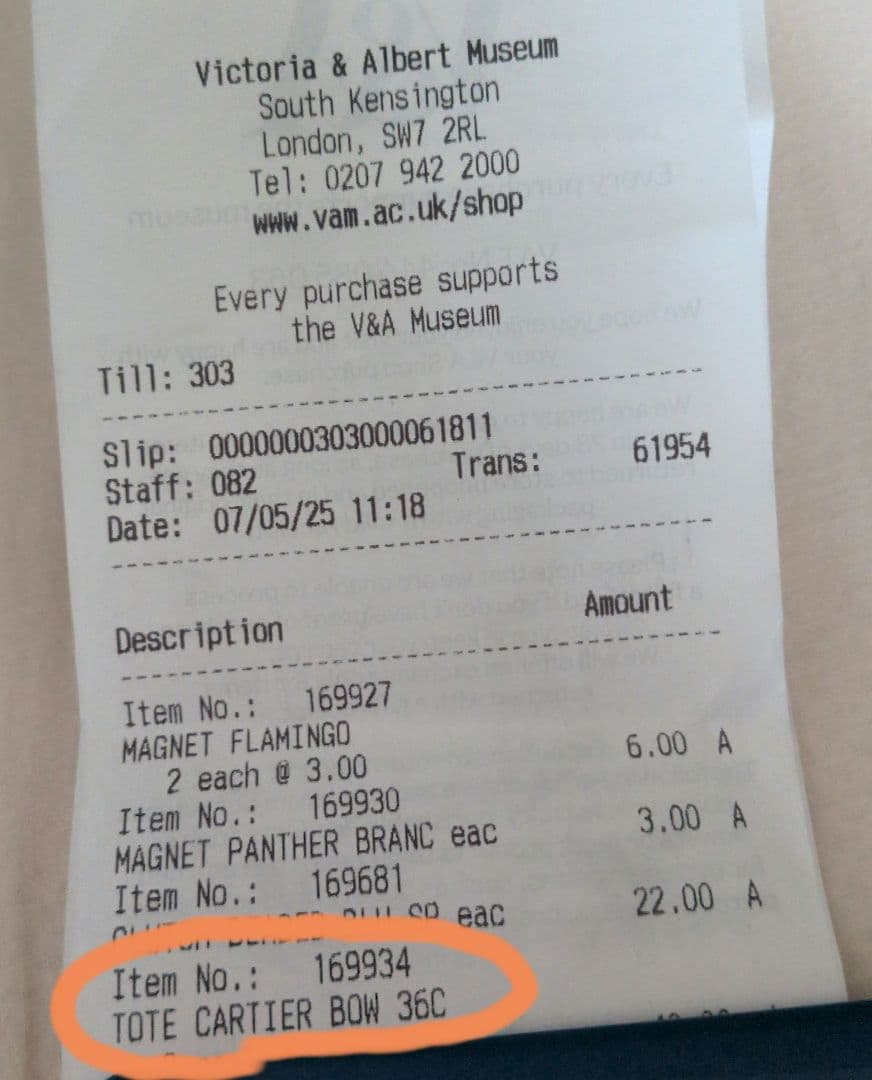 Victoria & Albert Museum
South Kensington
London, SW7 2RL
Tel: 0207 942 2000
www.vam.ac.uk/shop
Every purchase supports
the V&A Museum
Till: 303
Slip: 0000000303000061811
Staff: 082 Trans: 61954
Date: 07/05/25 11:18
Description Amount
Item No.: 169927
MAGNET FLAMINGO
2 each @ 3.00 6.00 A
Item No.: 169930
MAGNET PANTHER BRANC eac 3.00 A
Item No.: 169681
eac 22.00 A
Item No.: 169934
TOTE CARTIER BOW 36C